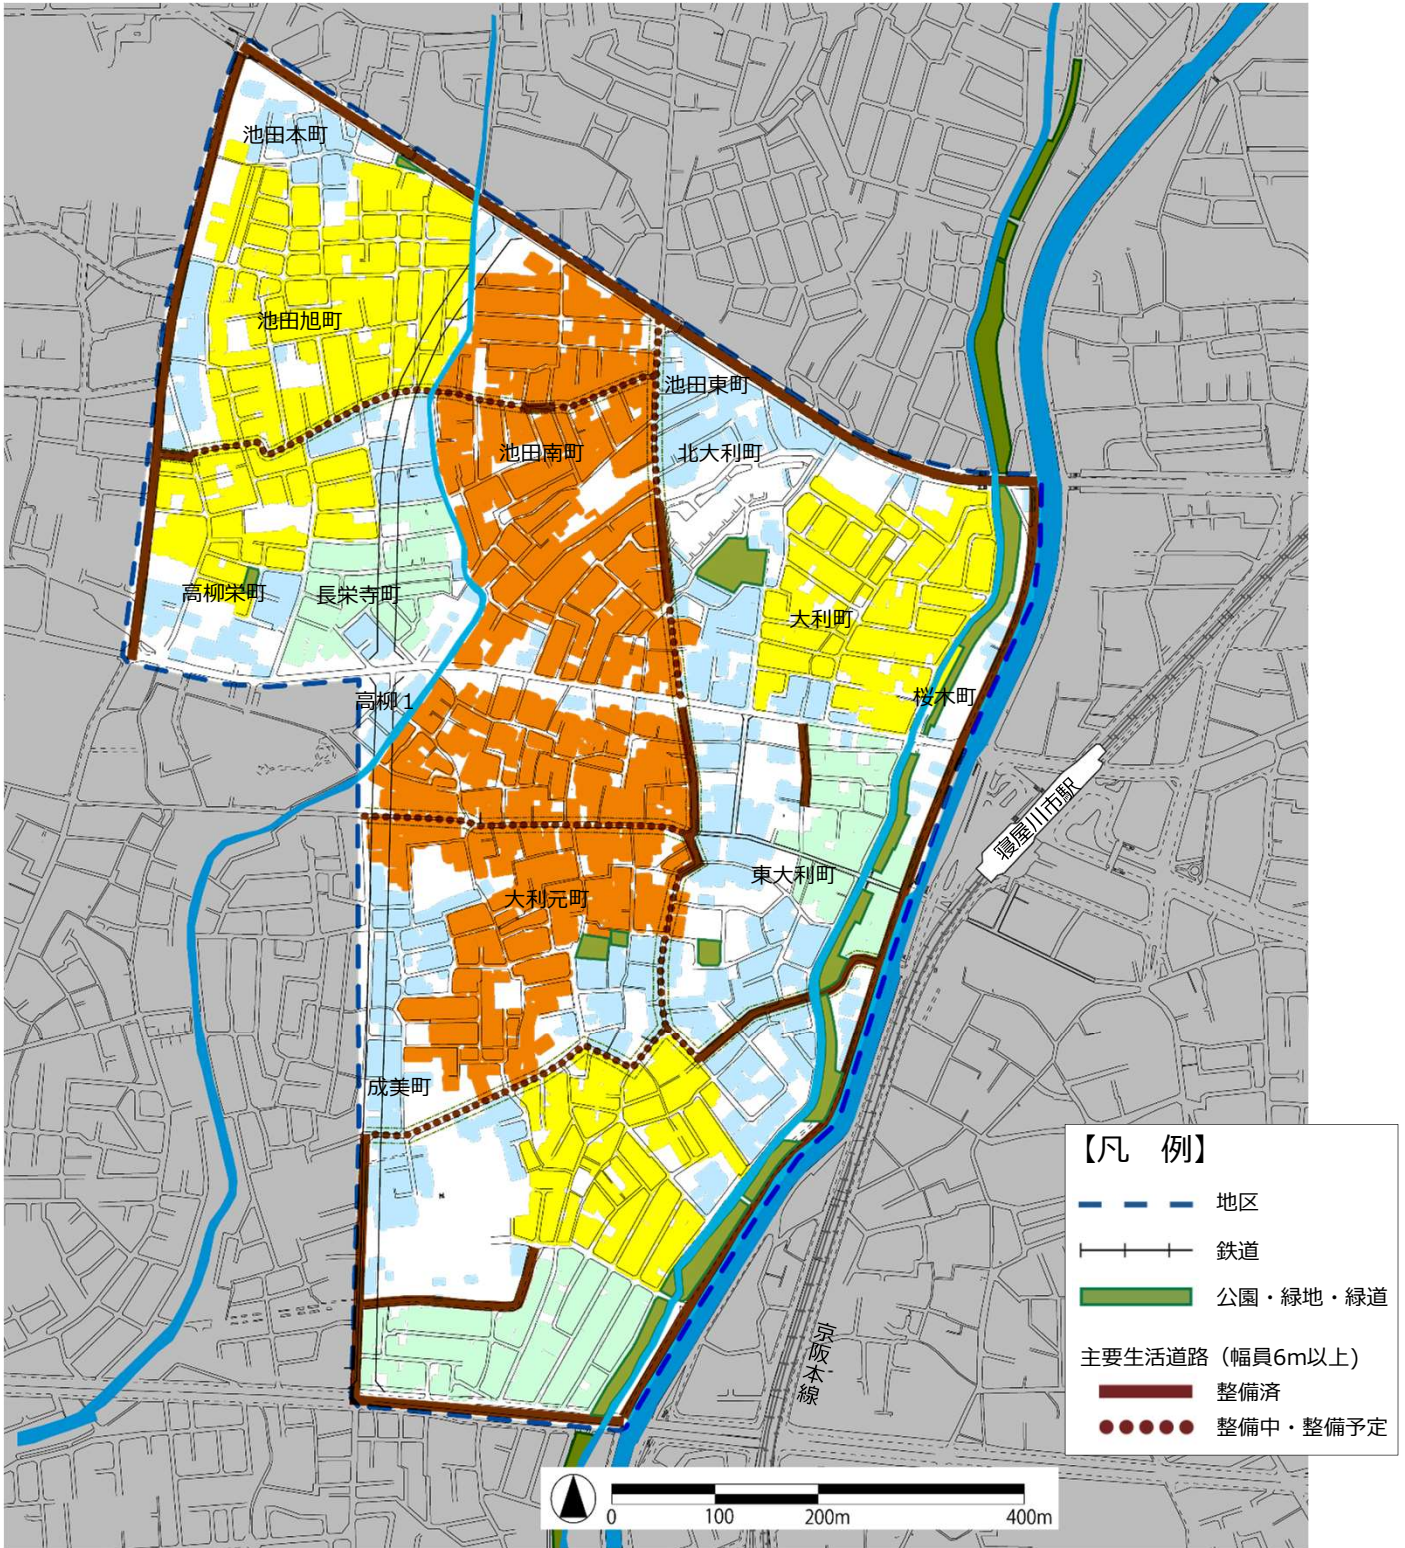 池田本町
池田旭町
池田東町
池田南町
北大利町
高柳栄町
長栄寺町
大利町
高柳1
桜木町
寝屋川市駅
東大利町
大利元町
成美町
京阪本線
【凡　例】
地区
鉄道
公園・緑地・緑道
主要生活道路（幅員6m以上)
整備済
整備中・整備予定
0 100 200m 400m